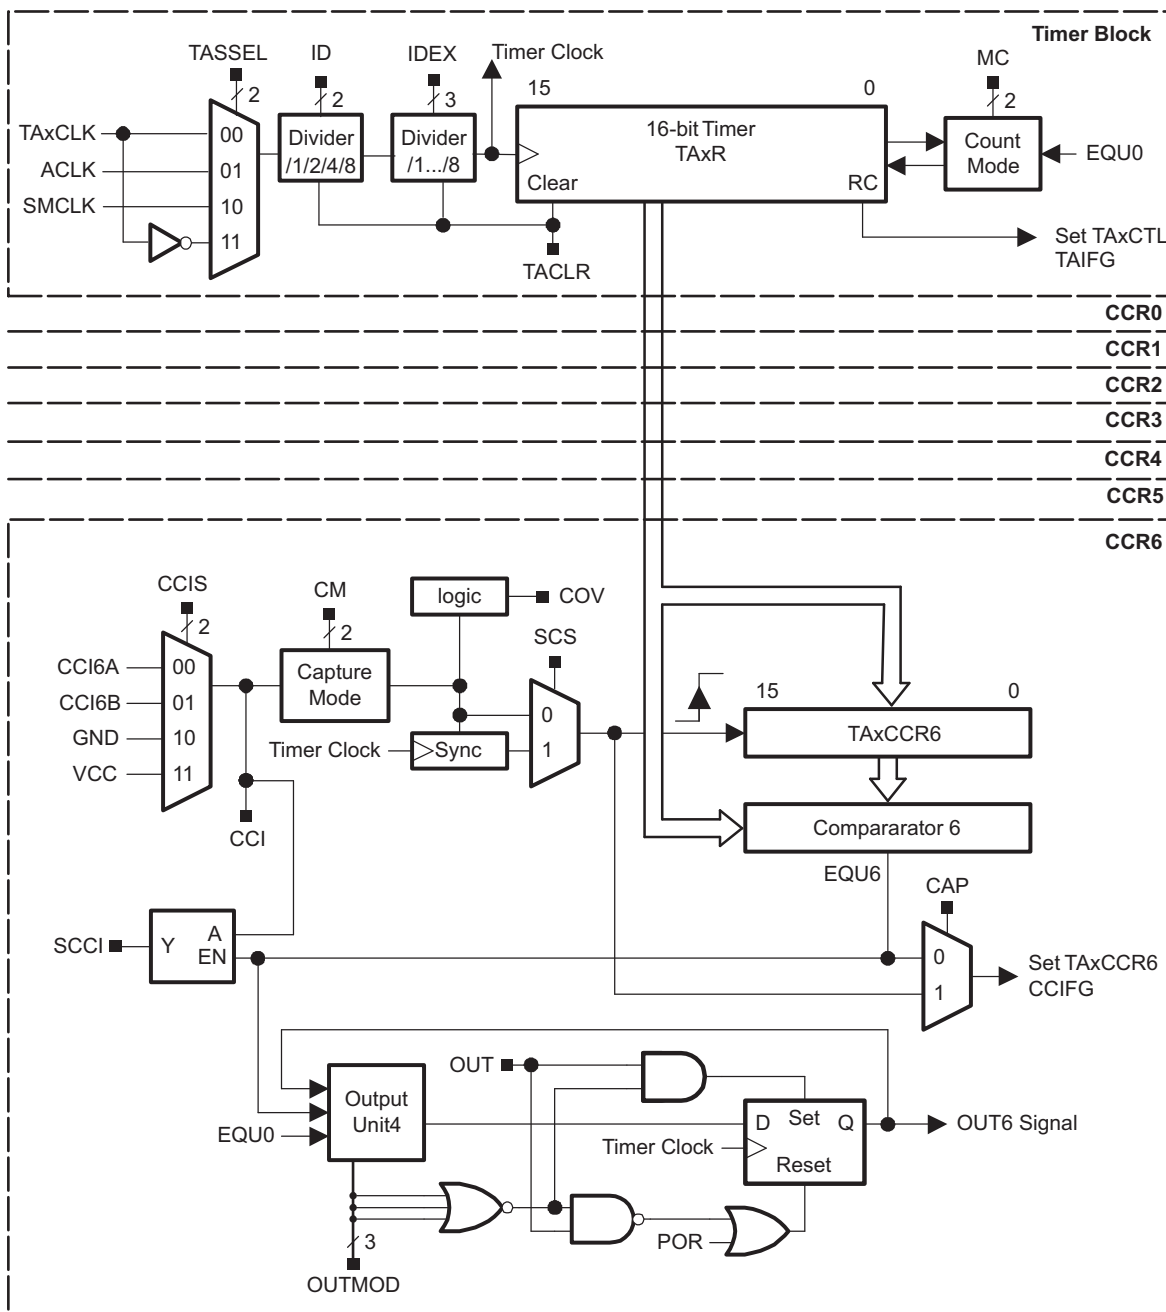 Timer Block
TASSEL
ID
IDEX
Timer Clock
MC
2
2
3
15
0
2
TAxCLK
00
Divider
/1/2/4/8
Divider
/1.../8
16-bit Timer
TAxR
Count
Mode
EQU0
ACLK
01
SMCLK
10
Clear
RC
11
TACLR
Set TAxCTL
TAIFG
CCR0
CCR1
CCR2
CCR3
CCR4
CCR5
CCR6
CCIS
CM
logic
COV
2
2
SCS
CCI6A
00
Capture
Mode
15
0
CCI6B
01
0
TAxCCR6
GND
10
Timer Clock
Sync
1
VCC
11
CCI
Compararator 6
EQU6
CAP
SCCI
Y
A
EN
0
1
Set TAxCCR6
CCIFG
OUT
Output
Unit4
EQU0
D
Set
Q
OUT6 Signal
Timer Clock
Reset
3
POR
OUTMOD